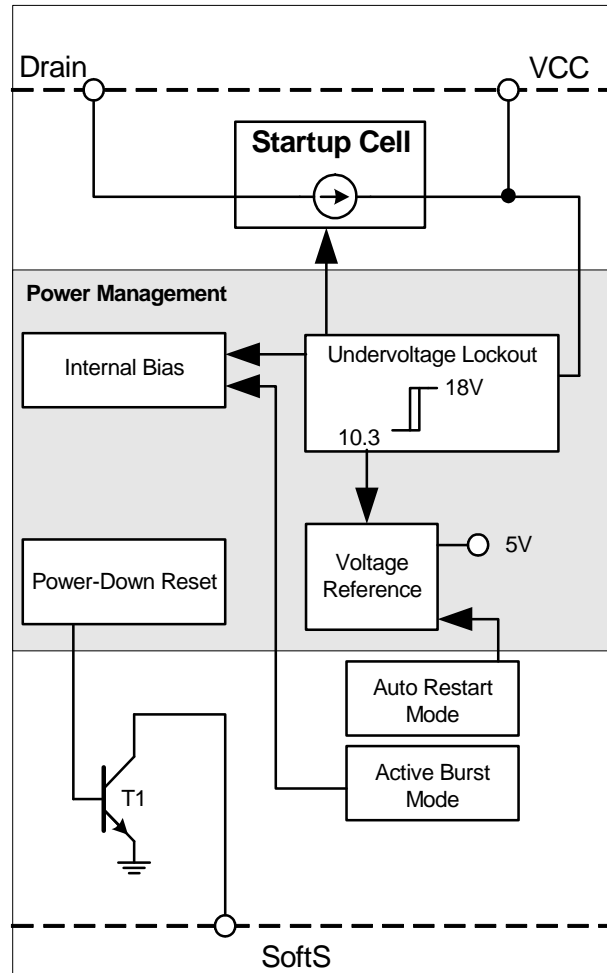 Drain
VCC
Startup Cell
Power Management
Internal Bias
Undervoltage Lockout
18V
10.3
Power-Down Reset
Voltage
Reference
5V
Auto Restart
Mode
Active Burst
Mode
T1
SoftS